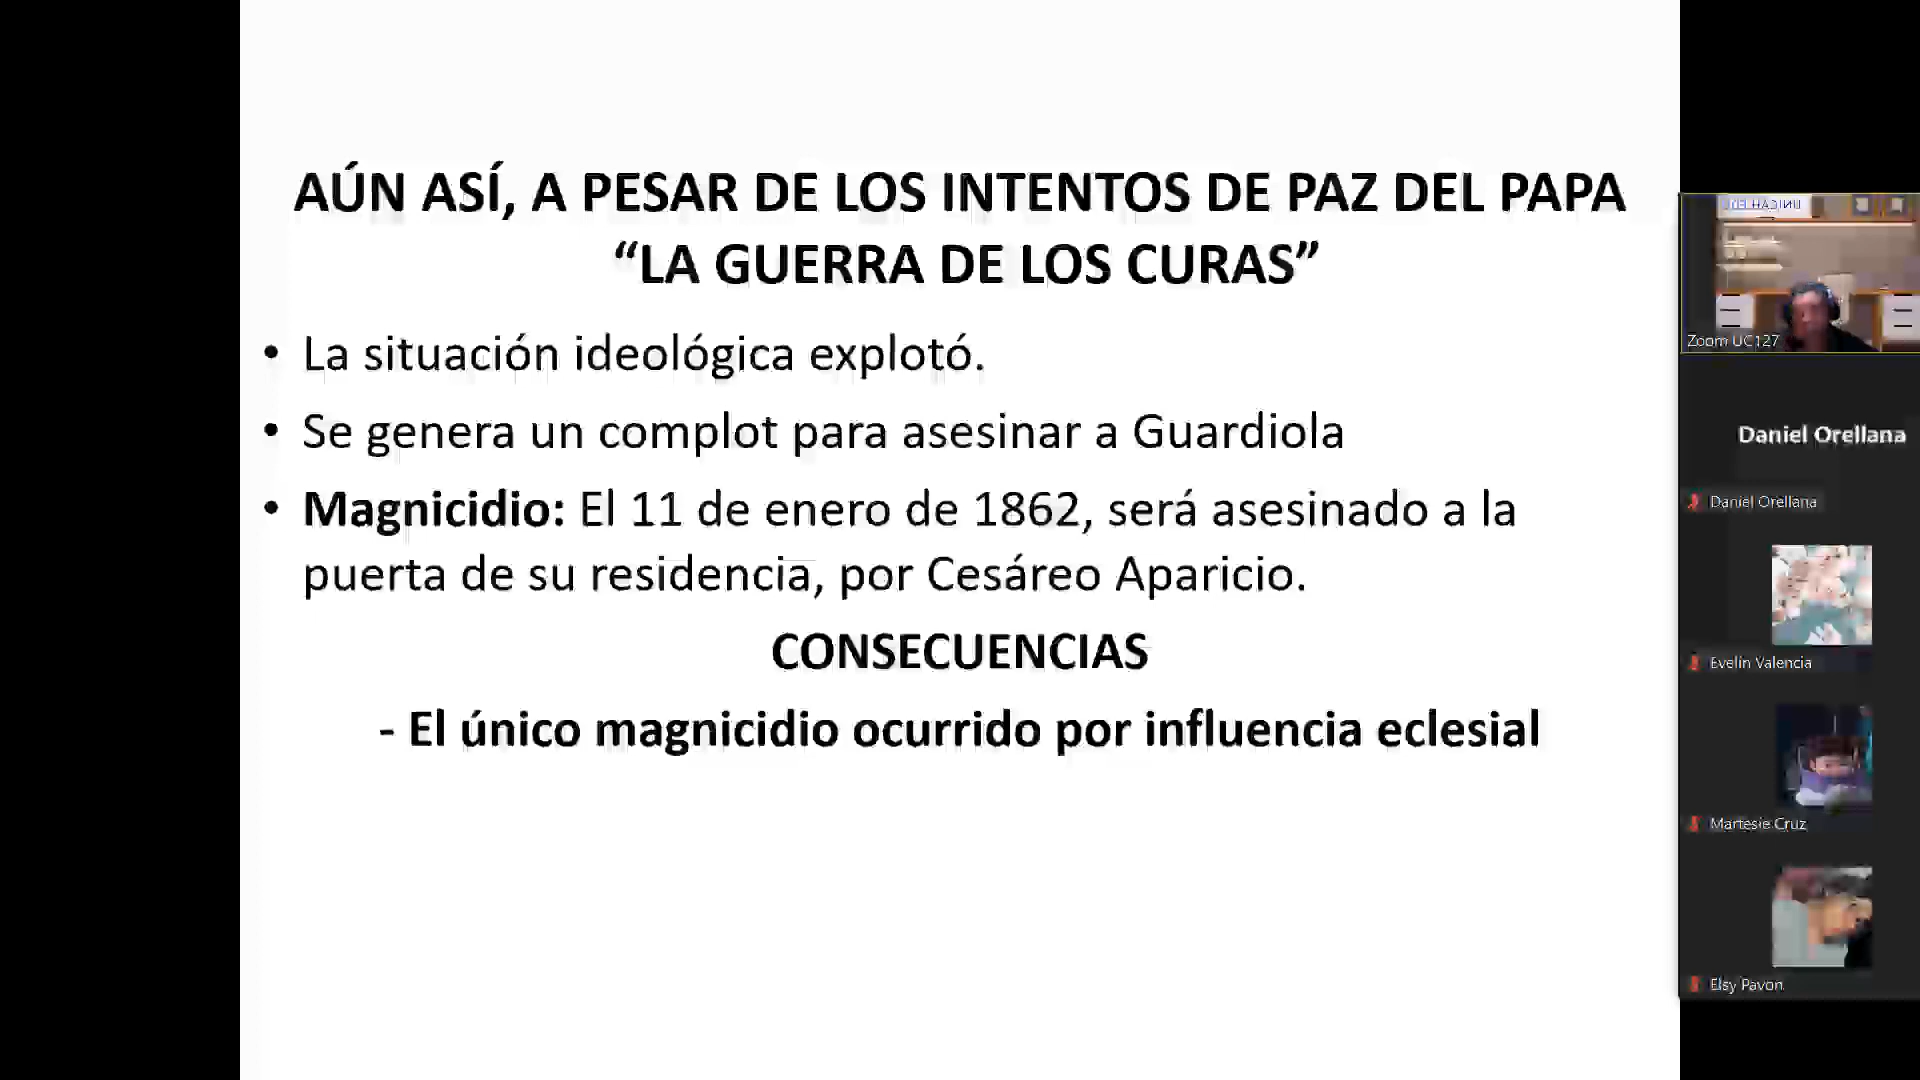 AÚN ASÍ, A PESAR DE LOS INTENTOS DE PAZ DEL PAPA
“LA GUERRA DE LOS CURAS”
• La situación ideológica explotó.
• Se genera un complot para asesinar a Guardiola
• Magnicidio: El 11 de enero de 1862, será asesinado a la
puerta de su residencia, por Cesáreo Aparicio.
CONSECUENCIAS
- El único magnicidio ocurrido por influencia eclesial
Zoom UC127
Daniel Orellana
Daniel Orellana
Evelin Valencia
Martesie Cruz
Elsy Pavon